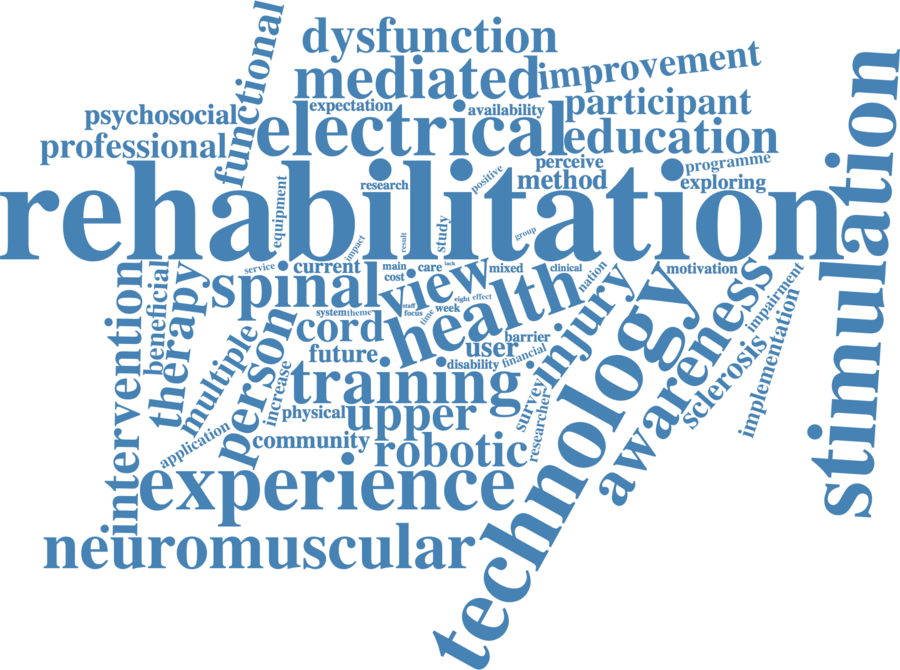 functional
dysfunction
mediated
improvement
stimulation
psychosocial
expectation
availability
participant
professional
electrical
education
perceive
programme
method
exploring
research
positive
rehabilitation
equipment
study
group
result
impact
service
current
main
care
lack
mixed
clinical
motivation
cost
nation
intervention
beneficial
therapy
spinal
view
health
injury
technology
awareness
impairment
implementation
sclerosis
staff
focus
eight
effect
time
week
system
theme
cord
multiple
person
future
user
barrier
disability
financial
increase
training
survey
researcher
physical
upper
application
community
robotic
experience
neuromuscular